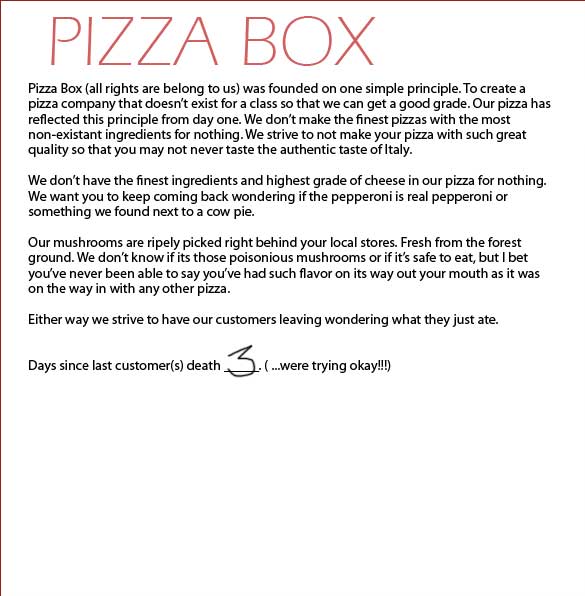 PIZZA BOX
Pizza Box (all rights are belong to us) was founded on one simple principle. To create a
pizza company that doesn't exist for a class so that we can get a good grade. Our pizza has
reflected this principle from day one. We don't make the finest pizzas with the most
non-existant ingredients for nothing. We strive to not make your pizza with such great
quality so that you may not never taste the authentic taste of Italy.
We don't have the finest ingredients and highest grade of cheese in our pizza for nothing.
We want you to keep coming back wondering if the pepperoni is real pepperoni or
something we found next to a cow pie.
Our mushrooms are ripely picked right behind your local stores. Fresh from the forest
ground. We don't know if its those poisonious mushrooms or if it's safe to eat, but I bet
you've never been able to say you've had such flavor on its way out your mouth as it was
on the way in with any other pizza.
Either way we strive to have our customers leaving wondering what they just ate.
Days since last customer(s) death 3. ( ...were trying okay!!!)